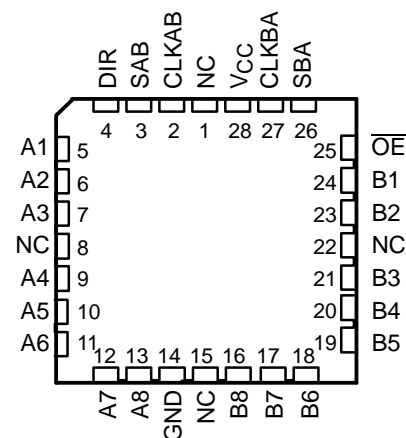 DIR SAB CLKAB NC VCC CLKBA SBA
4 3 2 1 28 27 26
A1 5 25 OE
A2 6 24 B1
A3 7 23 B2
NC 8 22 NC
A4 9 21 B3
A5 10 20 B4
A6 11 19 B5
12 13 14 15 16 17 18
A7 A8 GND NC B8 B7 B6